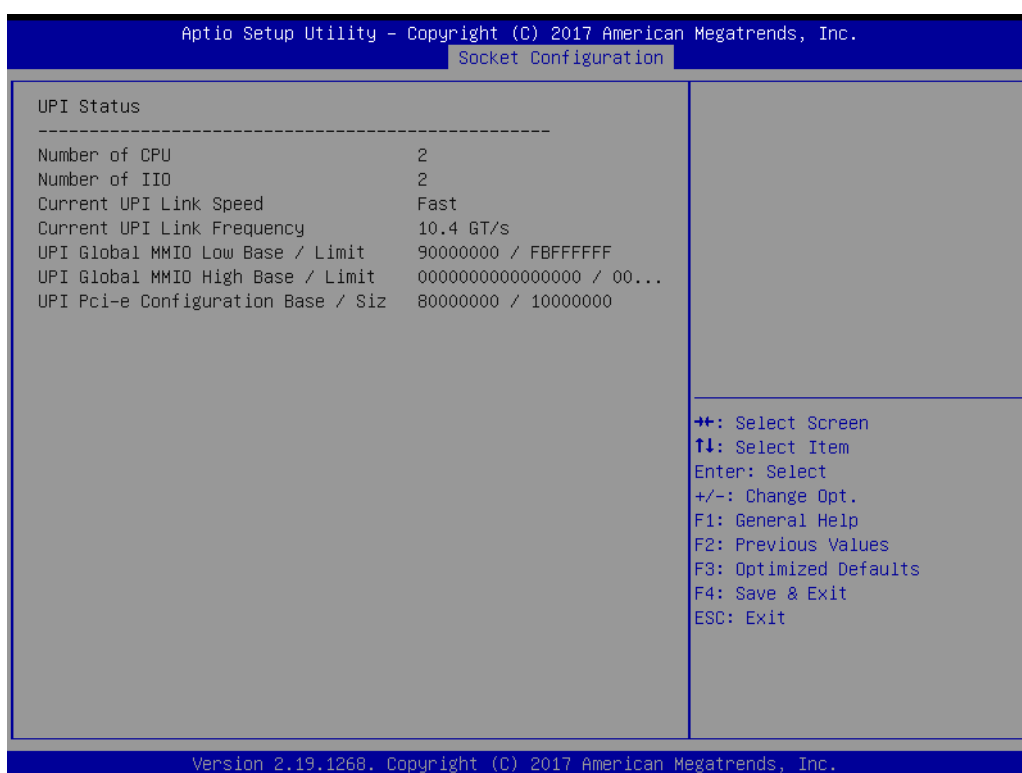 Aptio Setup Utility – Copyright (C) 2017 American Megatrends, Inc.
Socket Configuration
UPI Status
--------------------------------------------------
Number of CPU 2
Number of IIO 2
Current UPI Link Speed Fast
Current UPI Link Frequency 10.4 GT/s
UPI Global MMIO Low Base / Limit 90000000 / FBFFFFFF
UPI Global MMIO High Base / Limit 0000000000000000 / 00...
UPI Pci-e Configuration Base / Siz 80000000 / 10000000
→←: Select Screen
↑↓: Select Item
Enter: Select
+/-: Change Opt.
F1: General Help
F2: Previous Values
F3: Optimized Defaults
F4: Save & Exit
ESC: Exit
Version 2.19.1268. Copyright (C) 2017 American Megatrends, Inc.